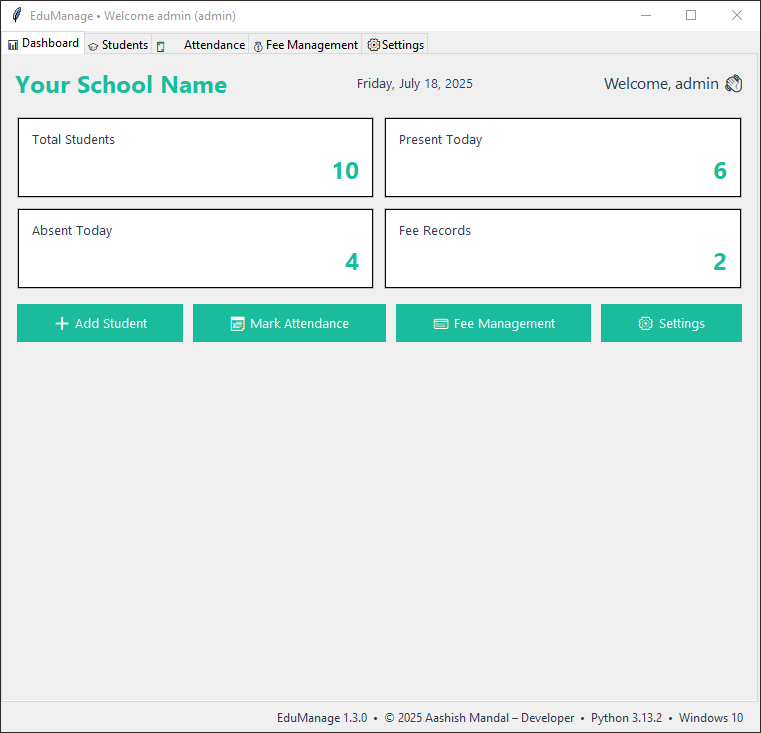 EduManage • Welcome admin (admin)
Dashboard Students Attendance Fee Management Settings
Your School Name Friday, July 18, 2025 Welcome, admin
Total Students Present Today
10 6
Absent Today Fee Records
4 2
Add Student Mark Attendance Fee Management Settings
EduManage 1.3.0 • © 2025 Aashish Mandal – Developer • Python 3.13.2 • Windows 10